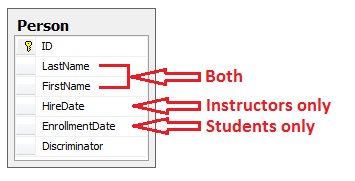 Person
ID
LastName
FirstName
Both
HireDate
Instructors only
EnrollmentDate
Students only
Discriminator